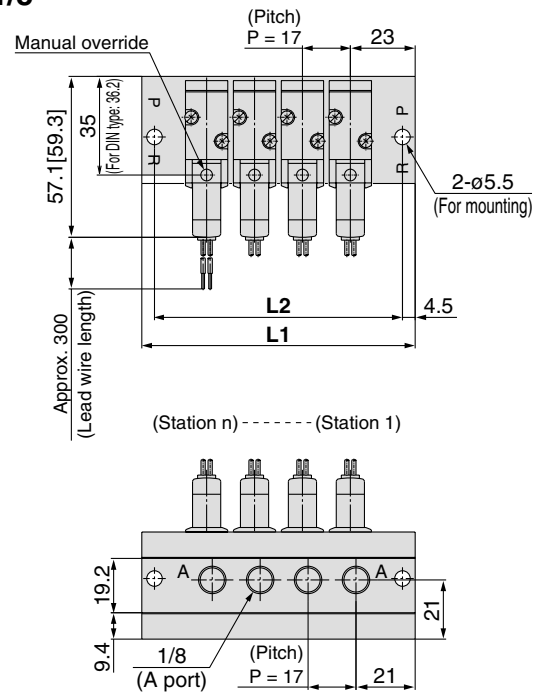 (Pitch)
P = 17
23
Manual override
57.1[59.3]
35
(For DIN type: 36.2)
P
R
P
R
2-ø5.5
(For mounting)
Approx. 300
(Lead wire length)
L2
4.5
L1
(Station n) - - - - - - - (Station 1)
A
A
19.2
9.4
21
1/8
(A port)
(Pitch)
P = 17
21